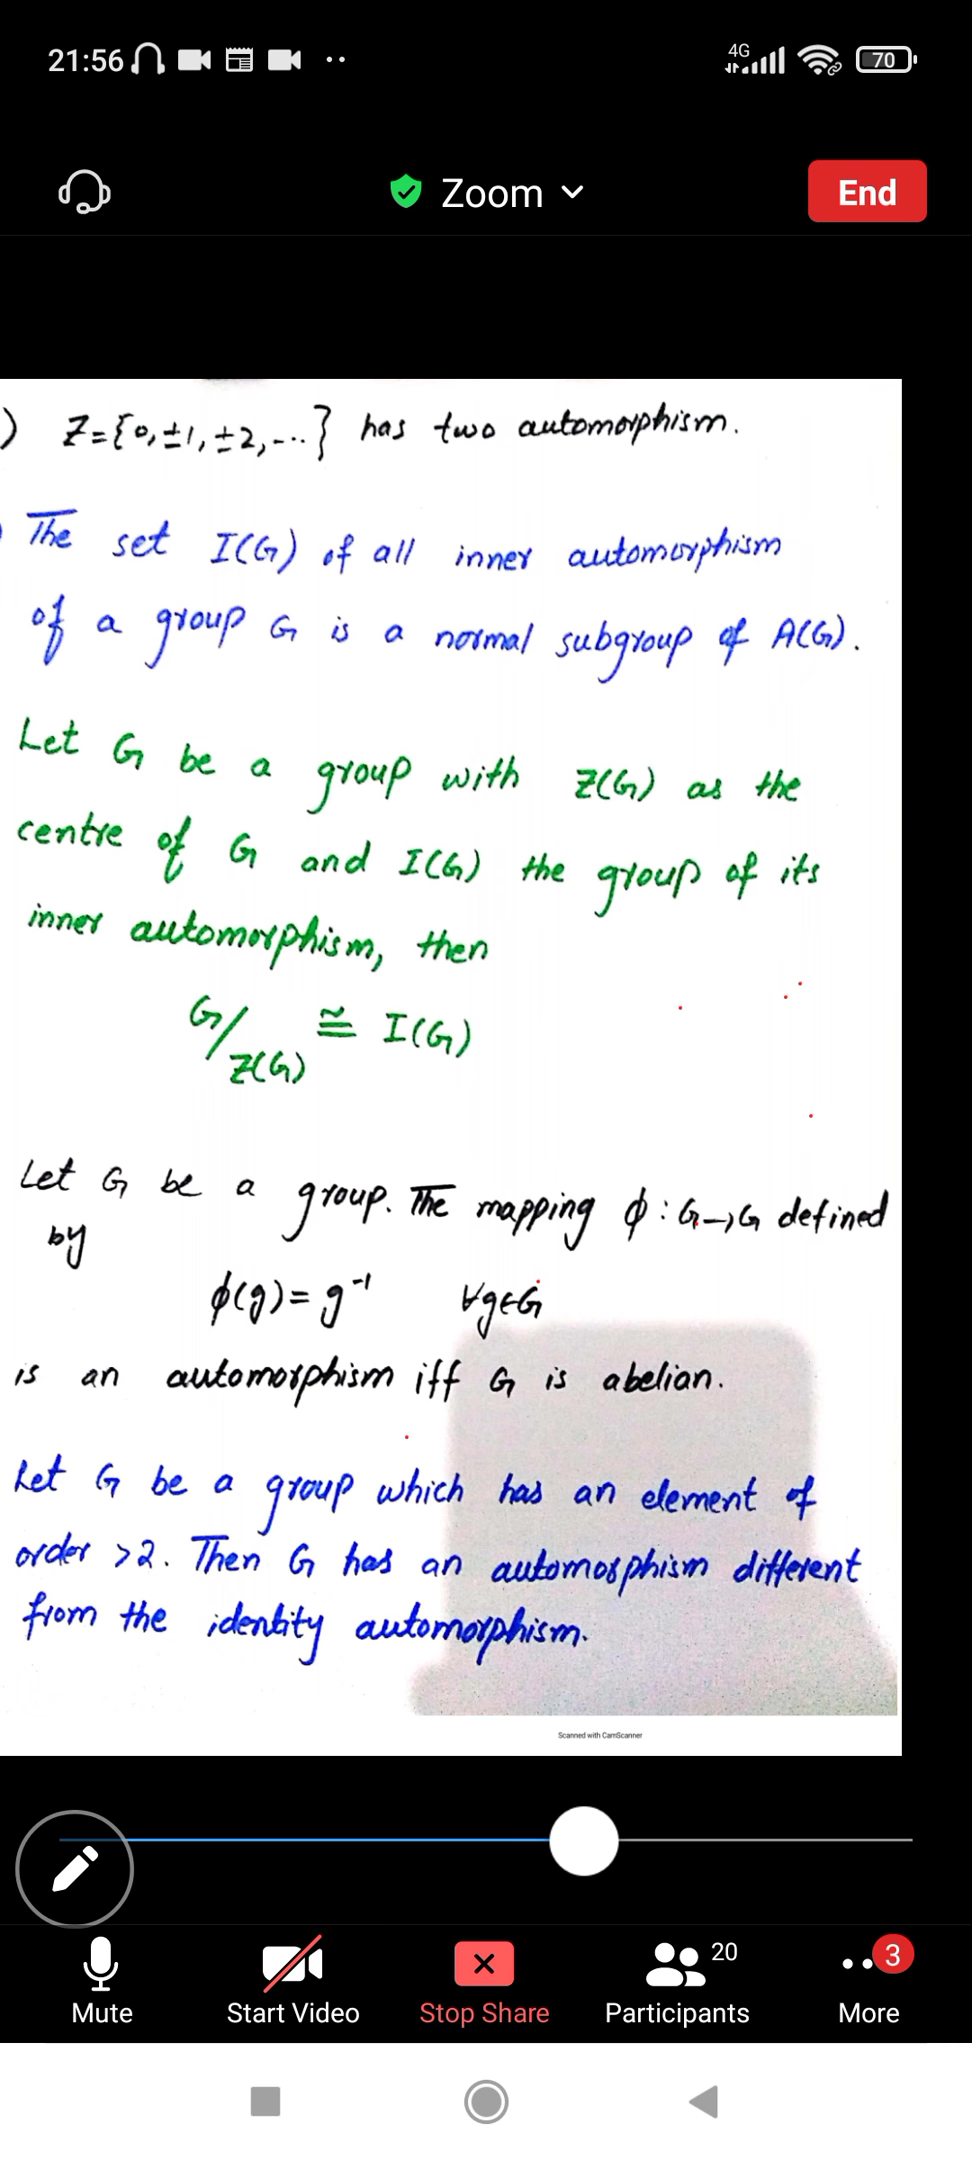 21:56
4G
70
Zoom
End
) Z={0,±1,±2,---} has two automorphism.
The set I(G) of all inner automorphism
of a group G is a normal subgroup of A(G).
Let G be a group with Z(G) as the
centre of G and I(G) the group of its
inner automorphism, then
G/Z(G) ≅ I(G)
Let G be a group. The mapping ϕ:G→G defined
by
ϕ(g)=g⁻¹ ∀g∈G
is an automorphism iff G is abelian.
Let G be a group which has an element of
order >2. Then G has an automorphism different
from the identity automorphism.
Scanned with CamScanner
20
3
Mute
Start Video
Stop Share
Participants
More